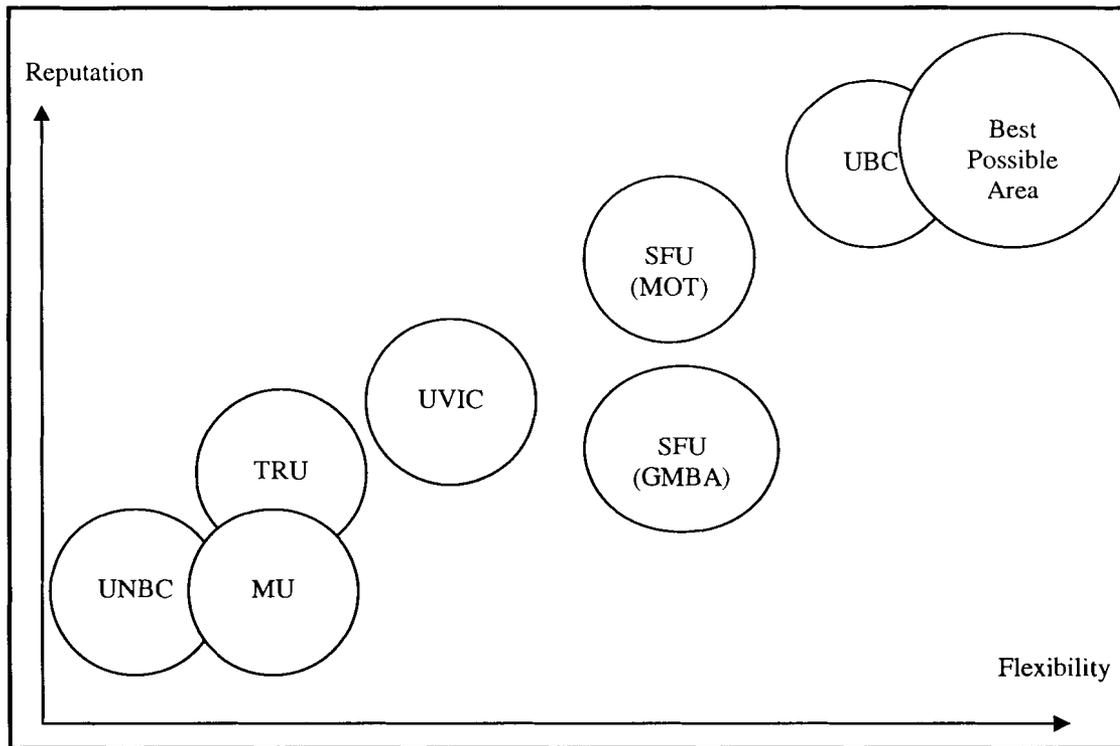 Reputation
Best
Possible
Area
UBC
SFU
(MOT)
UVIC
SFU
(GMBA)
TRU
UNBC
MU
Flexibility